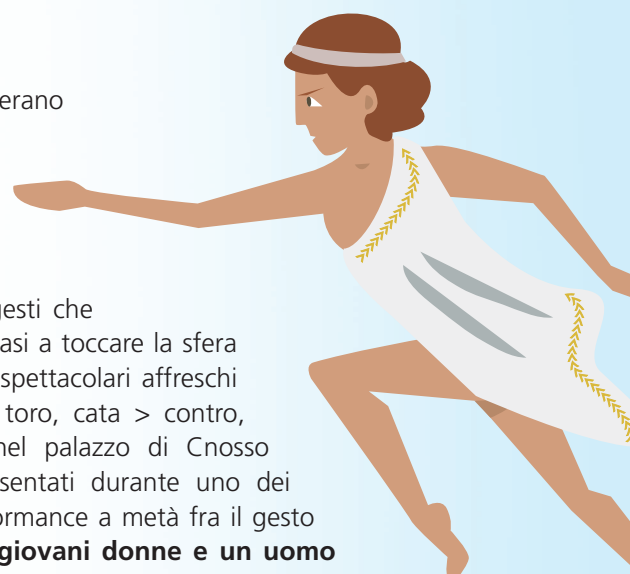 erano
gesti che
asi a toccare la sfera
spettacolari affreschi
toro, cata > contro,
nel palazzo di Cnosso
sentati durante uno dei
ormance a metà fra il gesto
giovani donne e un uomo